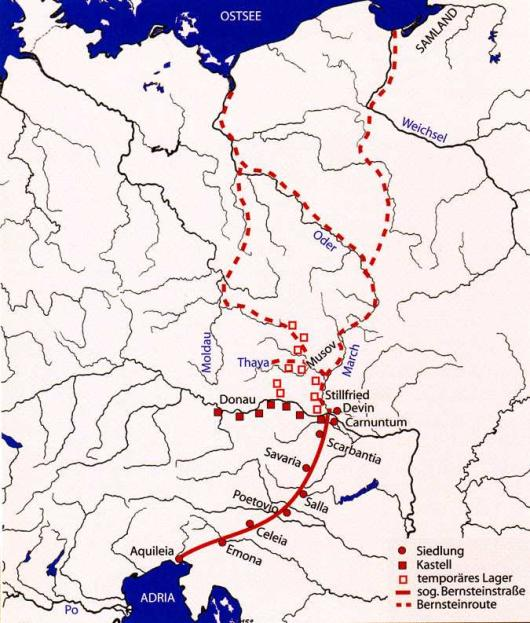 OSTSEE
SAMLAND
Weichsel
Oder
Moldau
Musov
March
Thaya
Stillfried
Donau
Devin
Carnuntum
Scarbantia
Savaria
Salla
Poetovio
Celeia
Aquileia
Emona
ADRIA
Po
Siedlung
Kastell
temporäres Lager
sog. Bernsteinstraße
Bernsteinroute